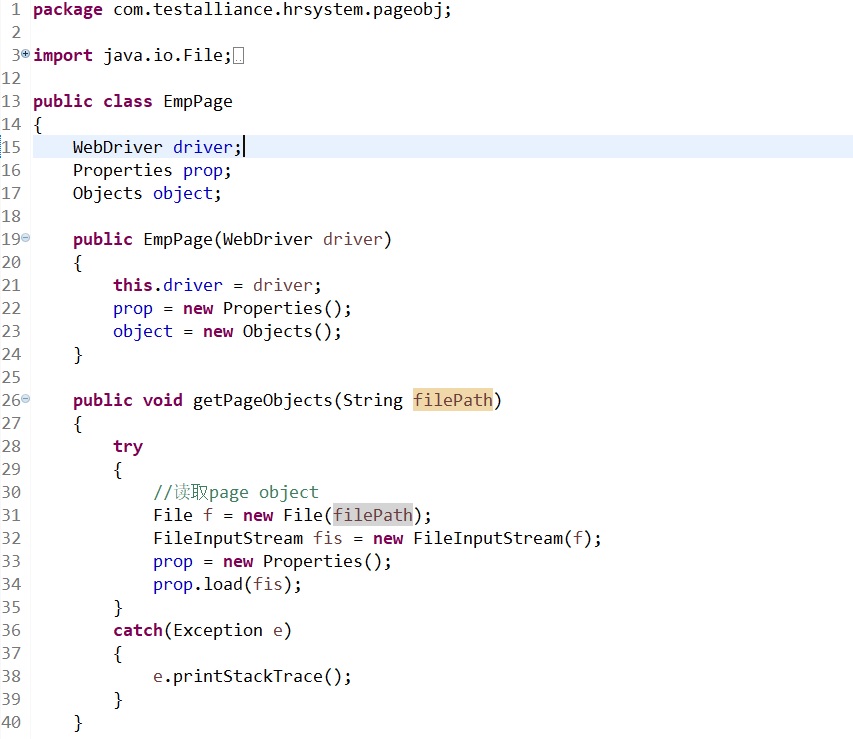 1 package com.testalliance.hrsystem.pageobj;
2
3 import java.io.File;
12
13 public class EmpPage
14 {
15     WebDriver driver;
16     Properties prop;
17     Objects object;
18
19     public EmpPage(WebDriver driver)
20     {
21         this.driver = driver;
22         prop = new Properties();
23         object = new Objects();
24     }
25
26     public void getPageObjects(String filePath)
27     {
28         try
29         {
30             //读取page object
31             File f = new File(filePath);
32             FileInputStream fis = new FileInputStream(f);
33             prop = new Properties();
34             prop.load(fis);
35         }
36         catch(Exception e)
37         {
38             e.printStackTrace();
39         }
40     }